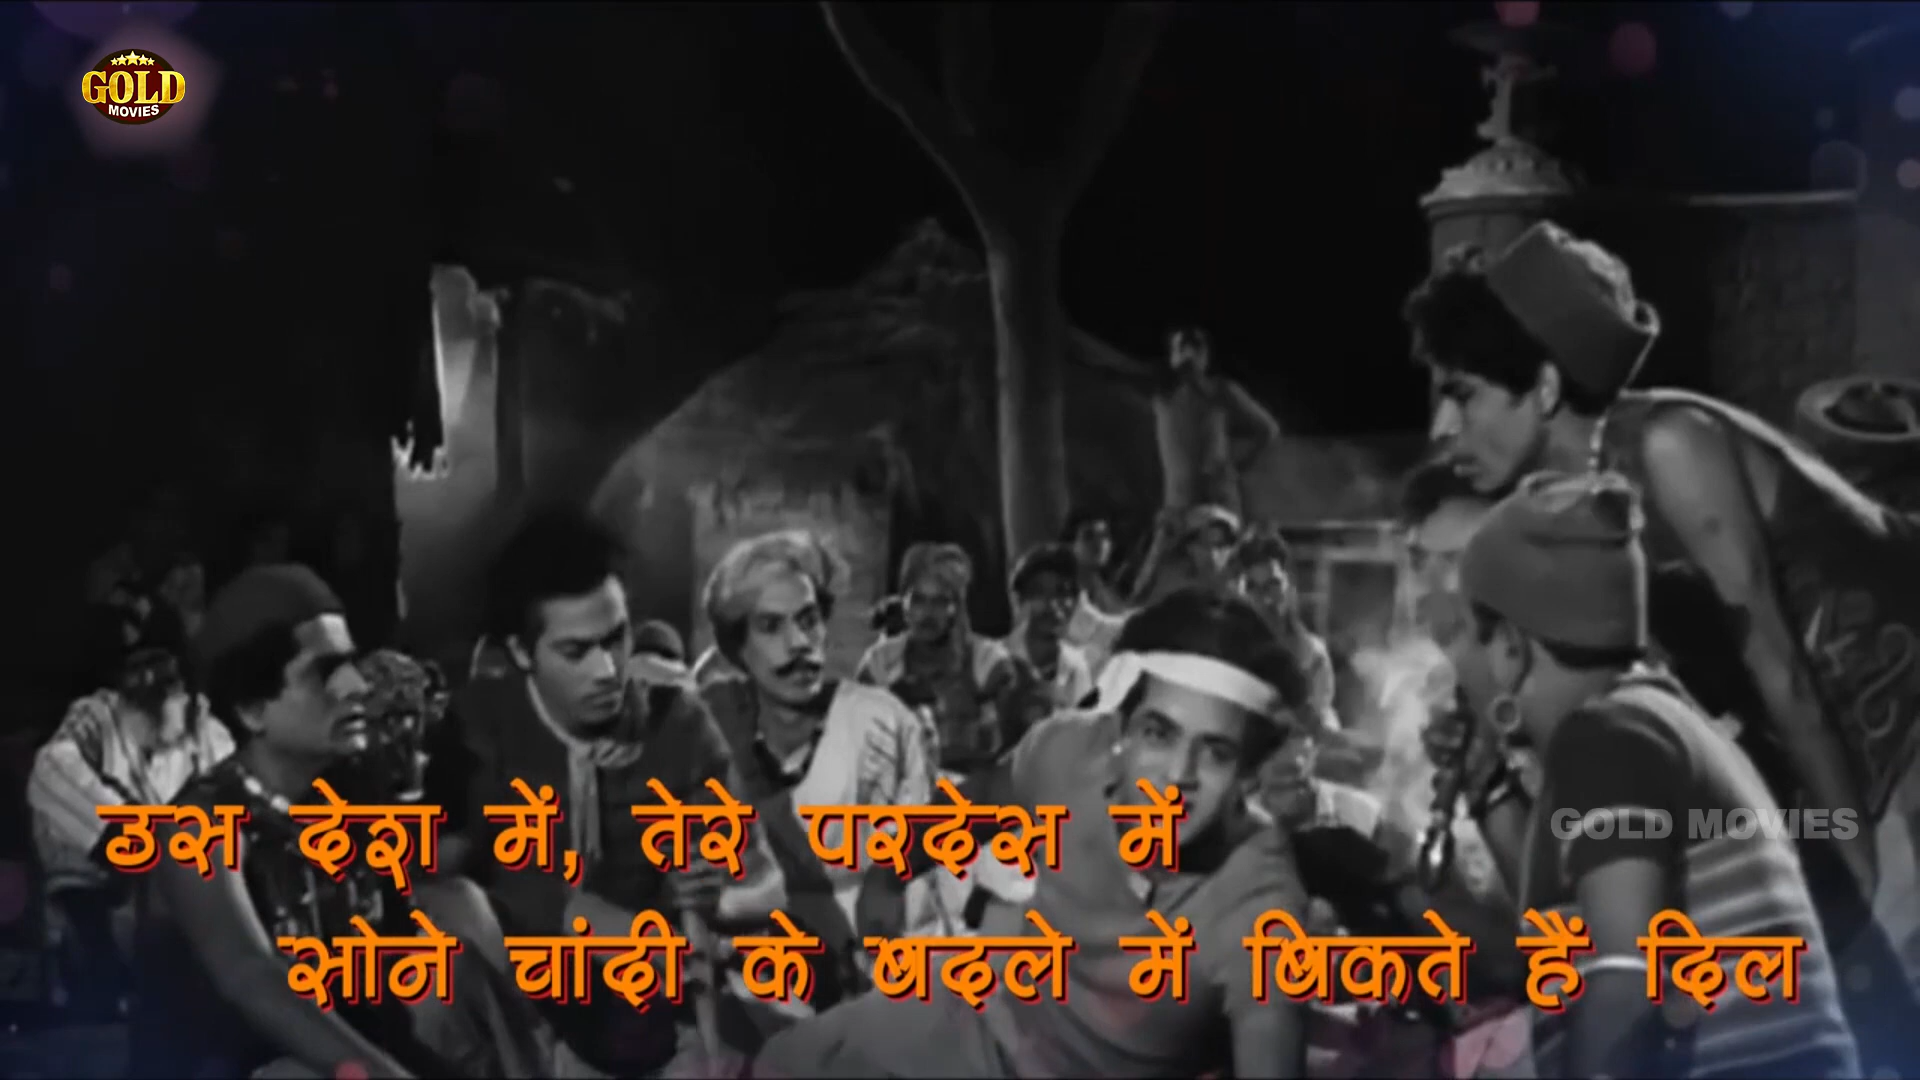 GOLD
MOVIES
उस देश में, तेरे परदेस में
GOLD MOVIES
सोने चांदी के बदले में बिकते हैं दिल